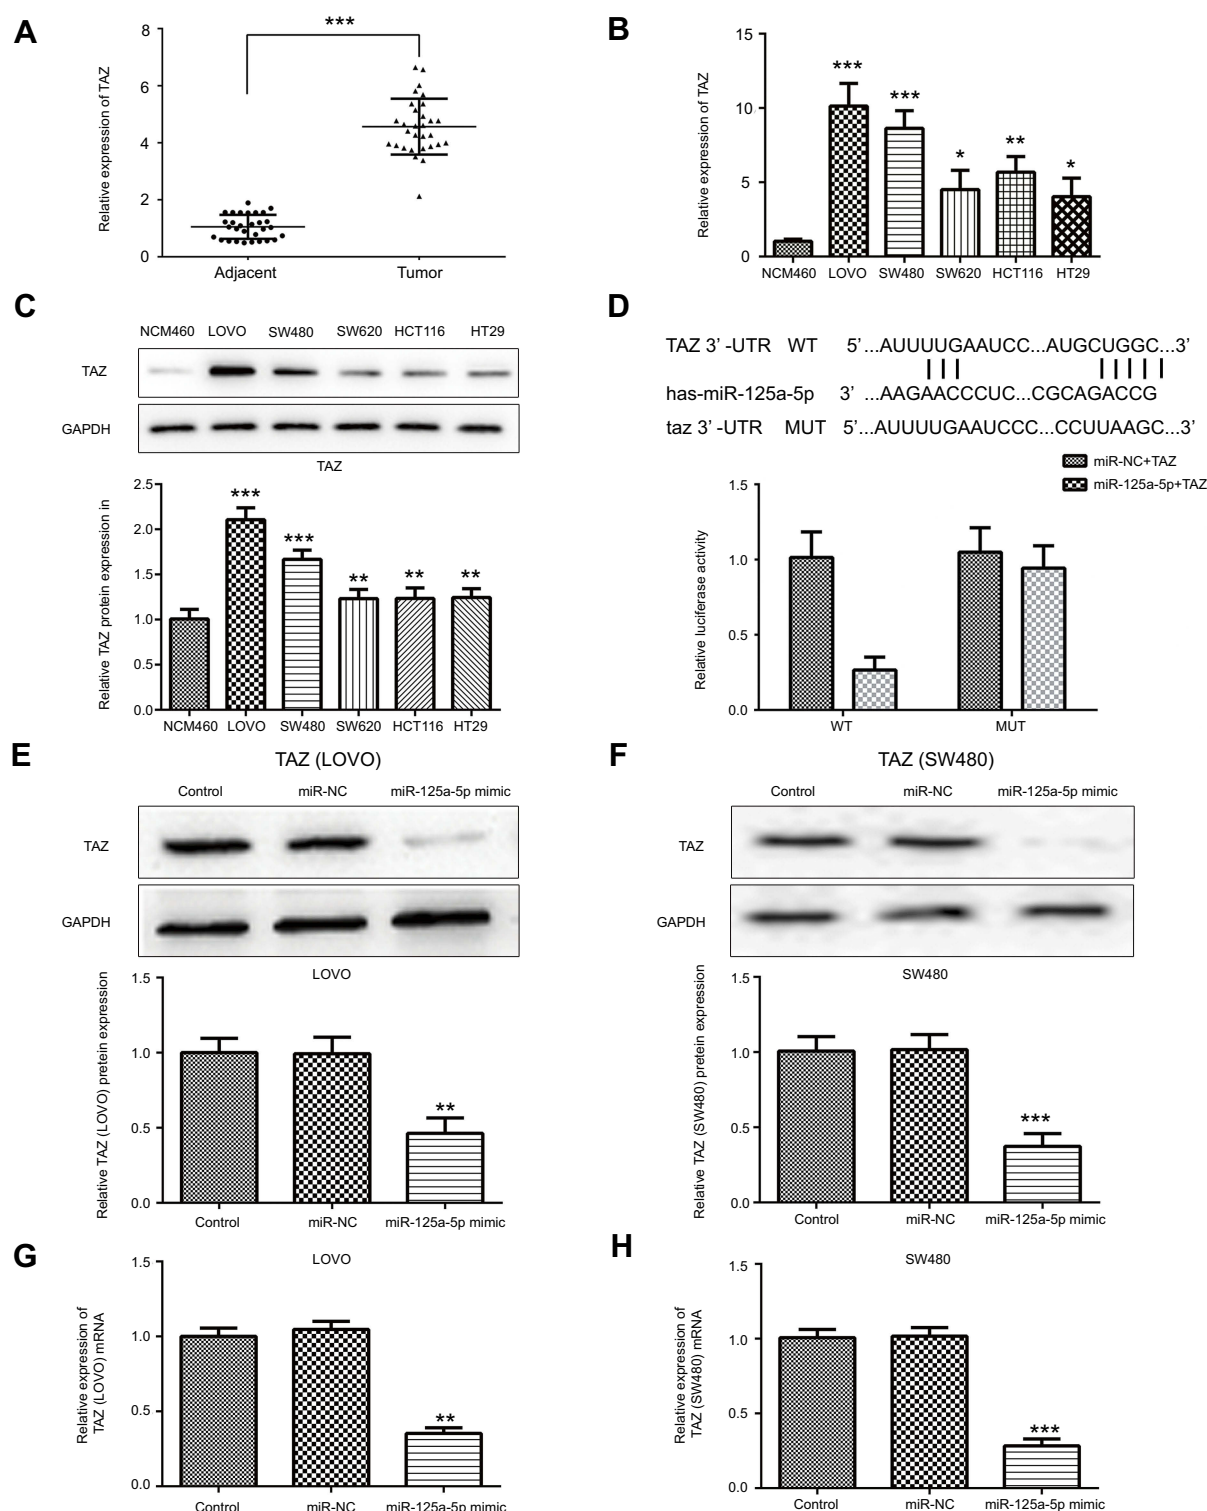 A
***
Relative expression of TAZ
8
6
4
2
0
Adjacent
Tumor
B
Relative expression of TAZ
15
10
5
0
***
***
*
**
*
NCM460 LOVO SW480 SW620 HCT116 HT29
C
NCM460 LOVO SW480 SW620 HCT116 HT29
TAZ
GAPDH
TAZ
Relative TAZ protein expression in
2.5
2.0
1.5
1.0
0.5
0.0
***
***
**
**
**
NCM460 LOVO SW480 SW620 HCT116 HT29
D
TAZ 3’ -UTR WT 5’...AUUUUGAAUCC...AUGCUGGC...3’
has-miR-125a-5p 3’ ...AAGAACCCUC...CGCAGACCG
taz 3’ -UTR MUT 5’...AUUUUGAAUCCC...CCUUAAGC...3’
miR-NC+TAZ
miR-125a-5p+TAZ
Relative luciferase activity
1.5
1.0
0.5
0.0
WT
MUT
E
TAZ (LOVO)
Control miR-NC miR-125a-5p mimic
TAZ
GAPDH
LOVO
Relative TAZ (LOVO) pretein expression
1.5
1.0
0.5
0.0
**
Control miR-NC miR-125a-5p mimic
F
TAZ (SW480)
Control miR-NC miR-125a-5p mimic
TAZ
GAPDH
SW480
Relative TAZ (SW480) pretein expression
1.5
1.0
0.5
0.0
***
Control miR-NC miR-125a-5p mimic
G
LOVO
Relative expression of
TAZ (LOVO) mRNA
1.5
1.0
0.5
0.0
**
Control miR-NC miR-125a-5p mimic
H
SW480
Relative expression of
TAZ (SW480) mRNA
1.5
1.0
0.5
0.0
***
Control miR-NC miR-125a-5p mimic